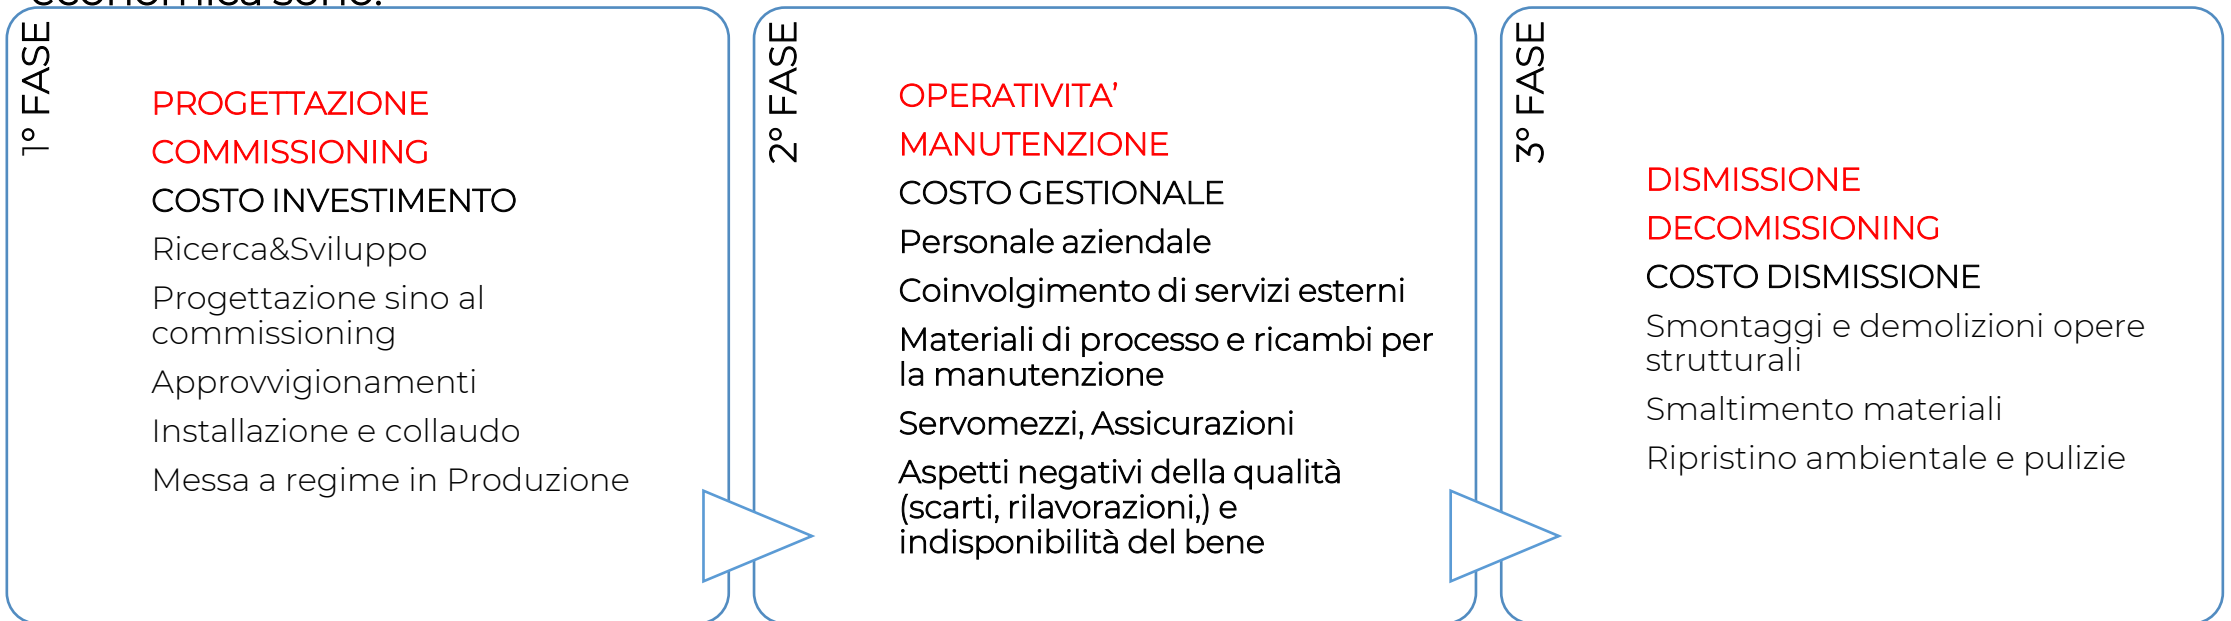 economica sono:
1° FASE
PROGETTAZIONE
COMMISSIONING
COSTO INVESTIMENTO
Ricerca&Sviluppo
Progettazione sino al
commissioning
Approvvigionamenti
Installazione e collaudo
Messa a regime in Produzione
2° FASE
OPERATIVITA’
MANUTENZIONE
COSTO GESTIONALE
Personale aziendale
Coinvolgimento di servizi esterni
Materiali di processo e ricambi per
la manutenzione
Servomezzi, Assicurazioni
Aspetti negativi della qualità
(scarti, rilavorazioni,) e
indisponibilità del bene
3° FASE
DISMISSIONE
DECOMISSIONING
COSTO DISMISSIONE
Smontaggi e demolizioni opere
strutturali
Smaltimento materiali
Ripristino ambientale e pulizie